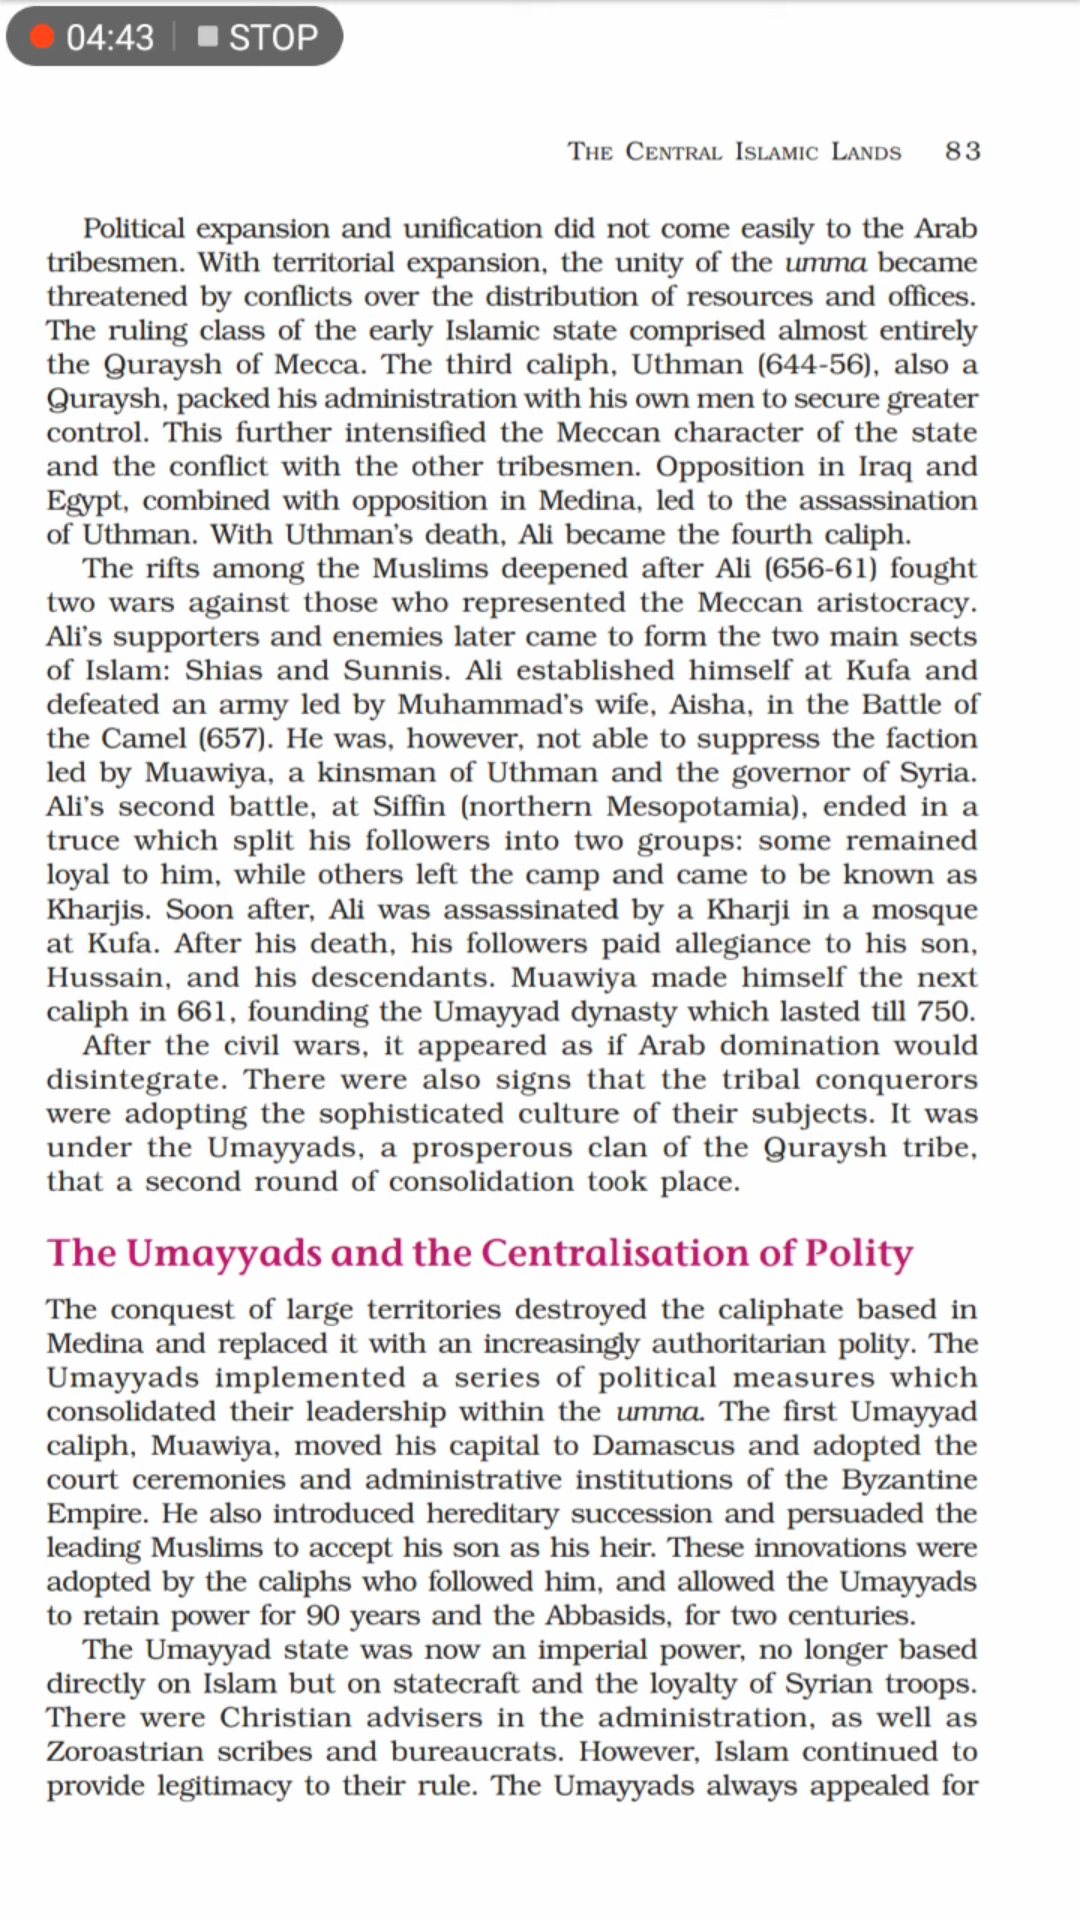 04:43 STOP
THE CENTRAL ISLAMIC LANDS 83
Political expansion and unification did not come easily to the Arab
tribesmen. With territorial expansion, the unity of the umma became
threatened by conflicts over the distribution of resources and offices.
The ruling class of the early Islamic state comprised almost entirely
the Quraysh of Mecca. The third caliph, Uthman (644-56), also a
Quraysh, packed his administration with his own men to secure greater
control. This further intensified the Meccan character of the state
and the conflict with the other tribesmen. Opposition in Iraq and
Egypt, combined with opposition in Medina, led to the assassination
of Uthman. With Uthman's death, Ali became the fourth caliph.
The rifts among the Muslims deepened after Ali (656-61) fought
two wars against those who represented the Meccan aristocracy.
Ali's supporters and enemies later came to form the two main sects
of Islam: Shias and Sunnis. Ali established himself at Kufa and
defeated an army led by Muhammad's wife, Aisha, in the Battle of
the Camel (657). He was, however, not able to suppress the faction
led by Muawiya, a kinsman of Uthman and the governor of Syria.
Ali's second battle, at Siffin (northern Mesopotamia), ended in a
truce which split his followers into two groups: some remained
loyal to him, while others left the camp and came to be known as
Kharjis. Soon after, Ali was assassinated by a Kharji in a mosque
at Kufa. After his death, his followers paid allegiance to his son,
Hussain, and his descendants. Muawiya made himself the next
caliph in 661, founding the Umayyad dynasty which lasted till 750.
After the civil wars, it appeared as if Arab domination would
disintegrate. There were also signs that the tribal conquerors
were adopting the sophisticated culture of their subjects. It was
under the Umayyads, a prosperous clan of the Quraysh tribe,
that a second round of consolidation took place.
The Umayyads and the Centralisation of Polity
The conquest of large territories destroyed the caliphate based in
Medina and replaced it with an increasingly authoritarian polity. The
Umayyads implemented a series of political measures which
consolidated their leadership within the umma. The first Umayyad
caliph, Muawiya, moved his capital to Damascus and adopted the
court ceremonies and administrative institutions of the Byzantine
Empire. He also introduced hereditary succession and persuaded the
leading Muslims to accept his son as his heir. These innovations were
adopted by the caliphs who followed him, and allowed the Umayyads
to retain power for 90 years and the Abbasids, for two centuries.
The Umayyad state was now an imperial power, no longer based
directly on Islam but on statecraft and the loyalty of Syrian troops.
There were Christian advisers in the administration, as well as
Zoroastrian scribes and bureaucrats. However, Islam continued to
provide legitimacy to their rule. The Umayyads always appealed for